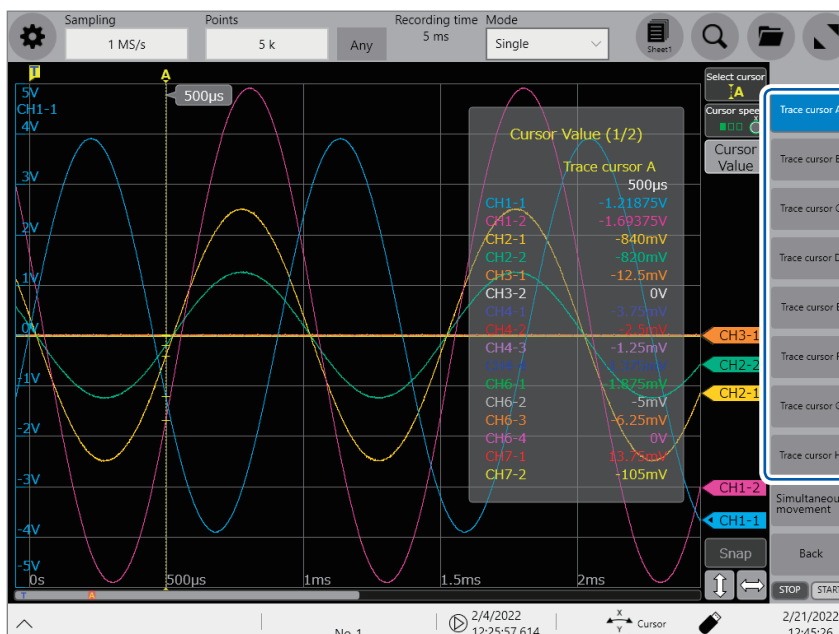 Sampling
1 MS/s
Points
5 k
Any
Recording time
5 ms
Mode
Single
Sheet1
T
A
500µs
5V
CH1-1
4V
3V
2V
1V
0V
-1V
-2V
-3V
-4V
-5V
0s
500µs
1ms
1.5ms
2ms
Cursor Value (1/2)
Trace cursor A
500µs
CH1-1 -1.21875V
CH1-2 -1.69375V
CH2-1 -840mV
CH2-2 -820mV
CH3-1 -12.5mV
CH3-2 0V
CH4-1 -3.75mV
CH4-2 -2.5mV
CH4-3 -1.25mV
CH6-1 -1.875mV
CH6-2 -5mV
CH6-3 -6.25mV
CH6-4 0V
CH7-1 13.75mV
CH7-2 -105mV
CH3-1
CH2-2
CH2-1
CH1-2
CH1-1
Select cursor
A
Cursor spee
Cursor
Value
Snap
Trace cursor A
Trace cursor
Trace cursor
Trace cursor
Trace cursor
Trace cursor
Trace cursor
Trace cursor H
Simultaneou
movement
Back
STOP
START
T
A
2/4/2022
12:25:57.614
X
Y
Cursor
2/21/2022
12:45:26